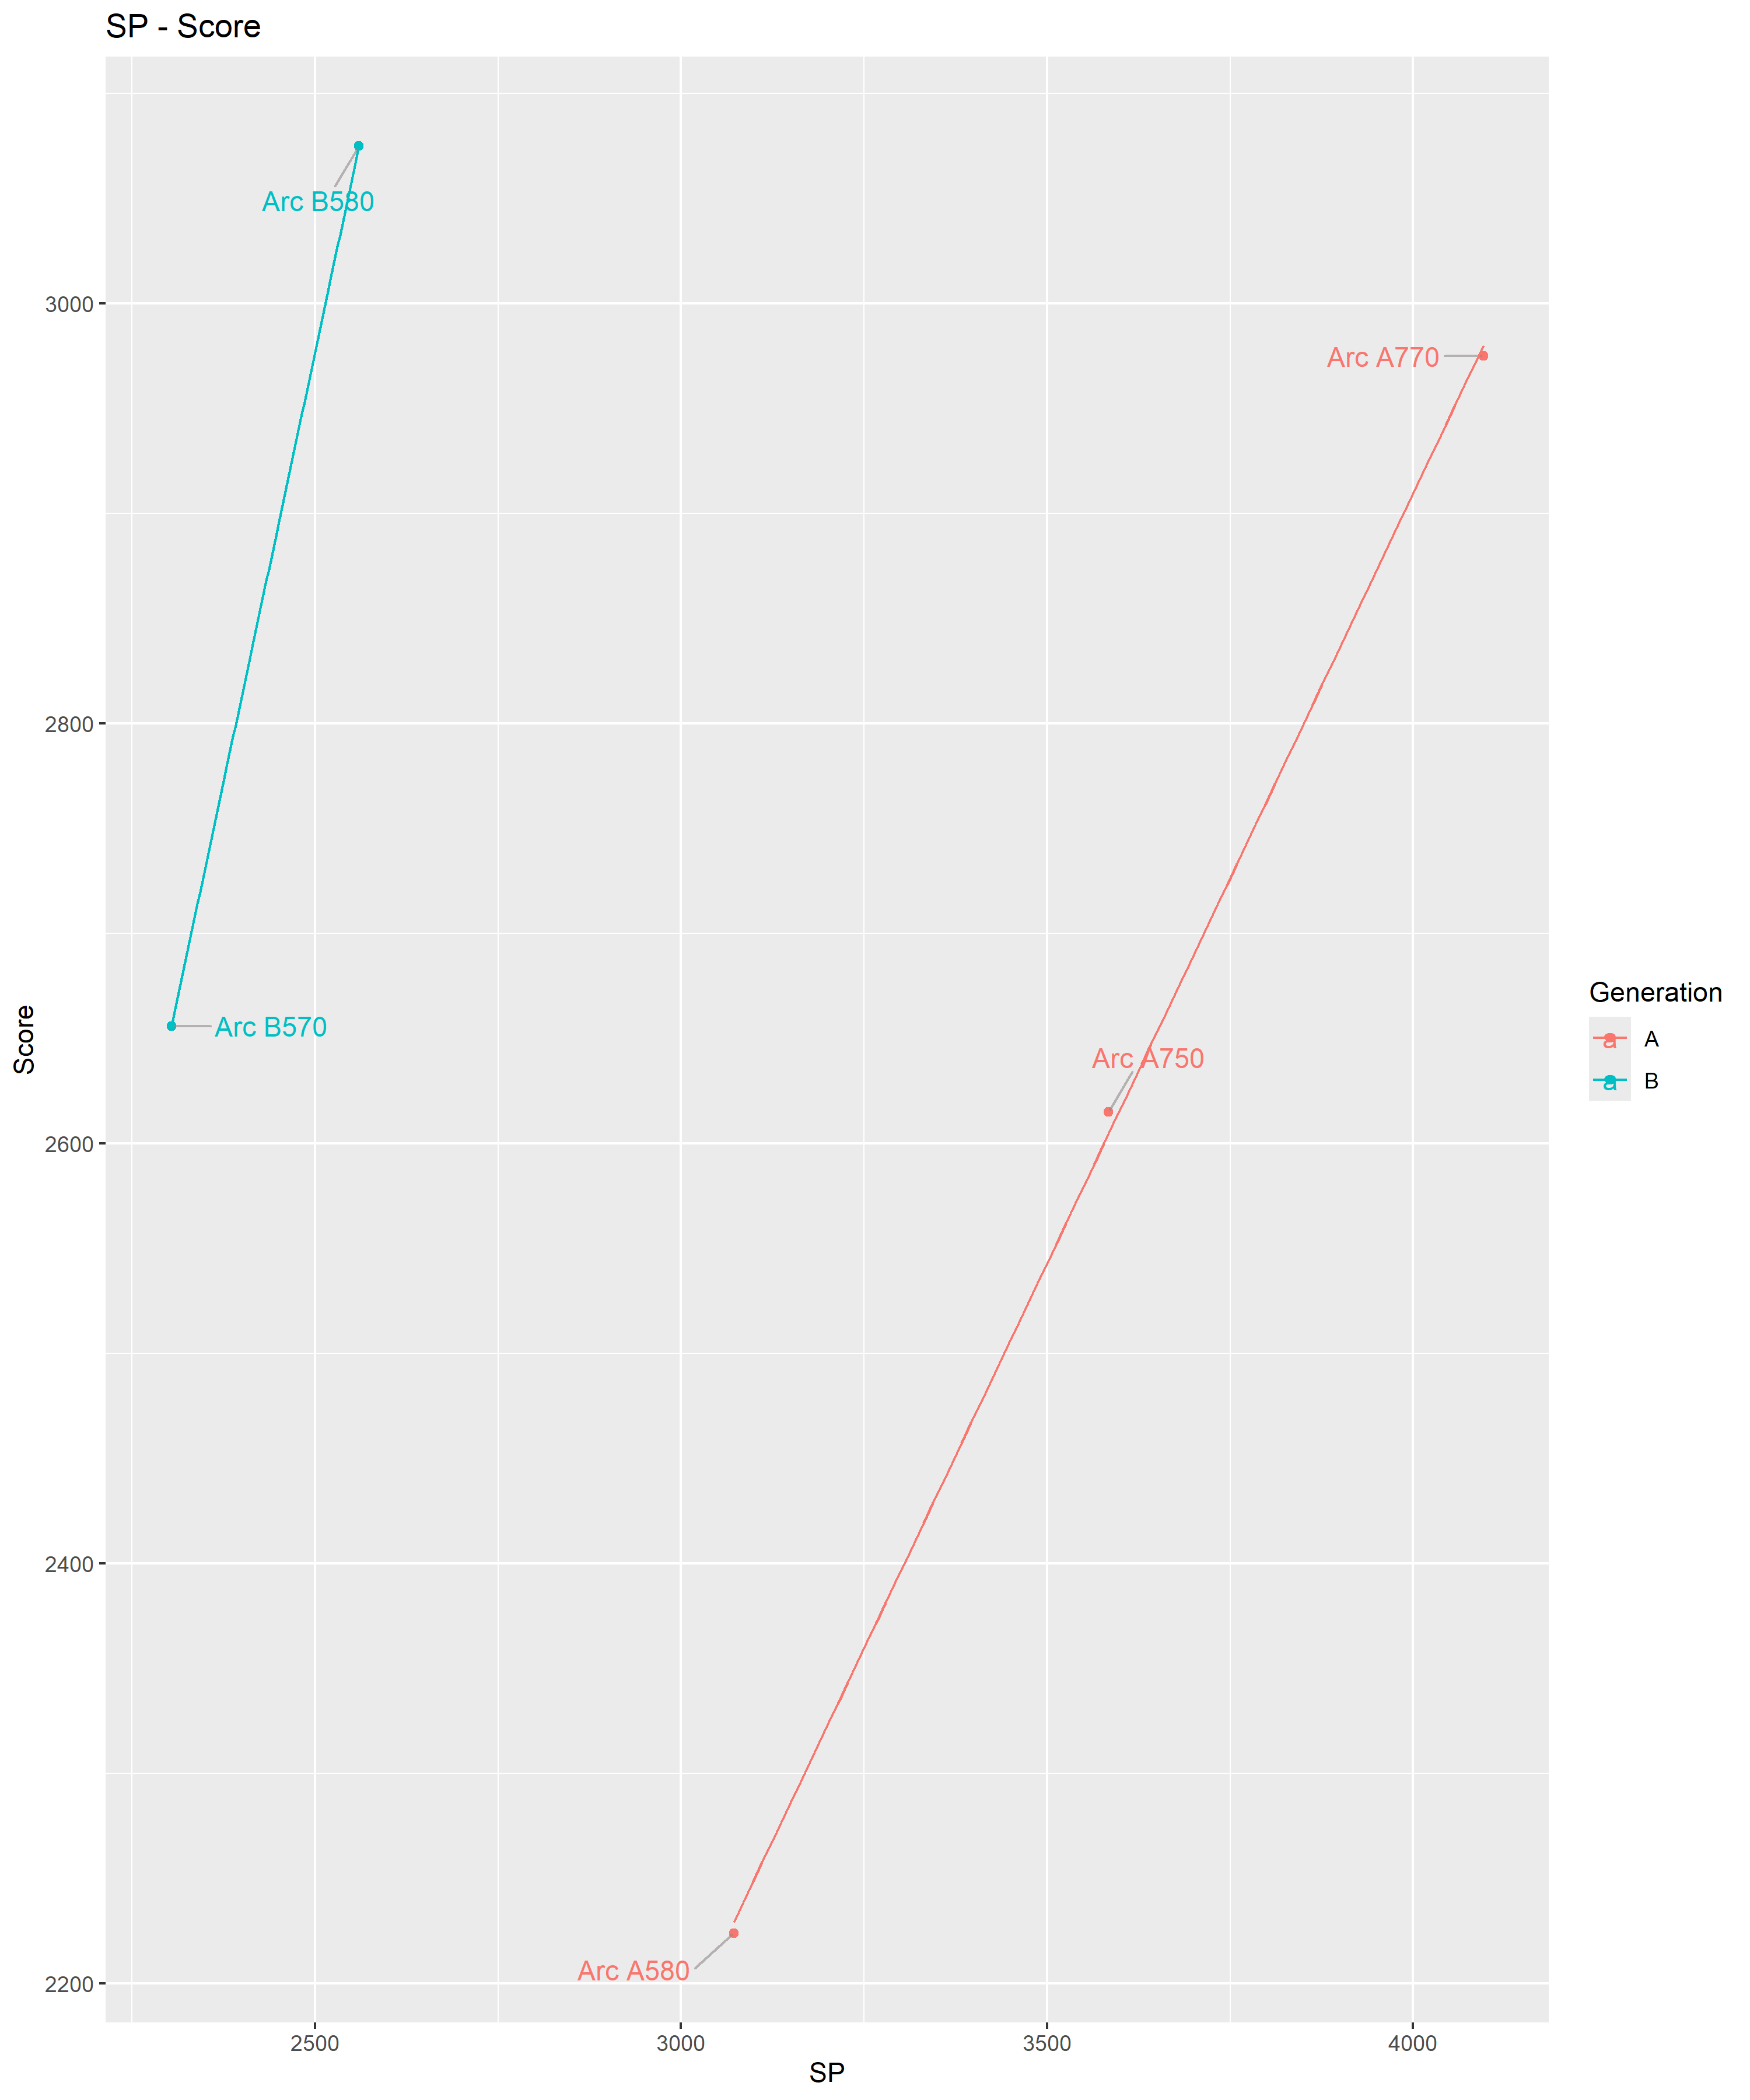 SP - Score
Arc B580
3000
Arc A770
2800
Arc B570
Arc A750
Score
Generation
a A
a B
2600
2400
Arc A580
2200
2500 3000 3500 4000
SP